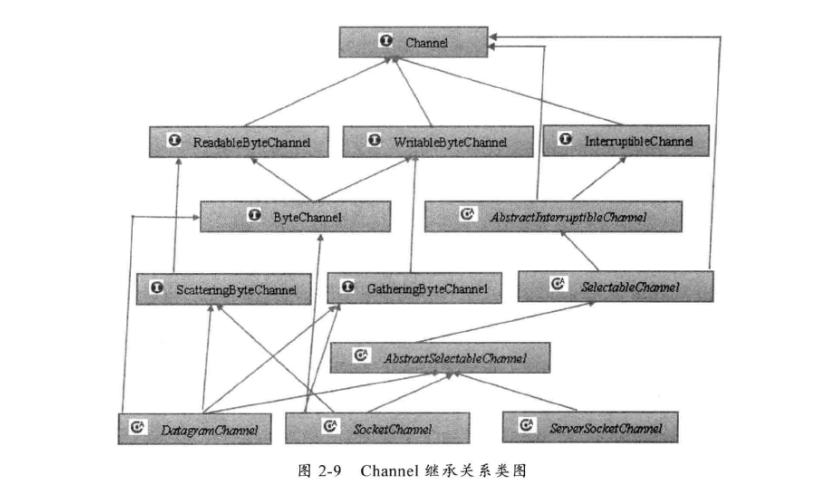 Channel
ReadableByteChannel
WritableByteChannel
InterruptibleChannel
ByteChannel
AbstractInterruptibleChannel
ScatteringByteChannel
GatheringByteChannel
SelectableChannel
AbstractSelectableChannel
DatagramChannel
SocketChannel
ServerSocketChannel
图 2-9 Channel 继承关系类图